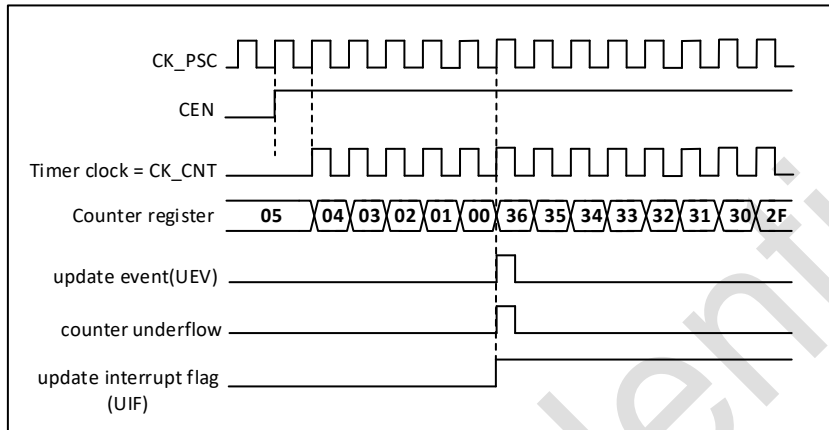 CK_PSC
CEN
Timer clock = CK_CNT
Counter register 05 04 03 02 01 00 36 35 34 33 32 31 30 2F
update event(UEV)
counter underflow
update interrupt flag
(UIF)